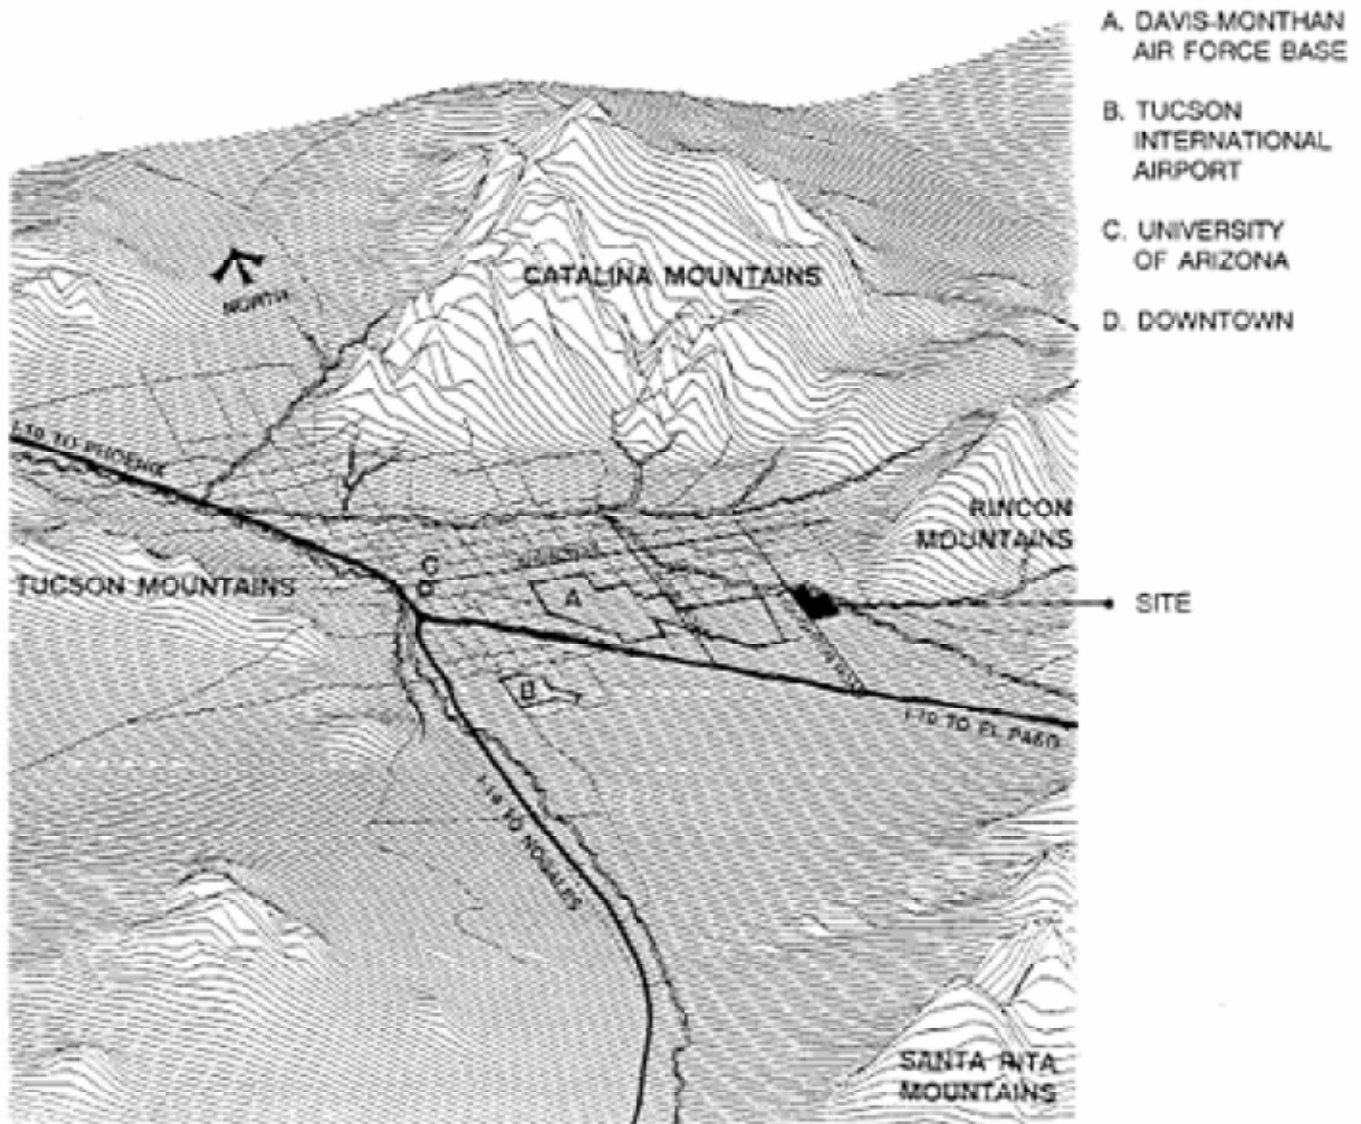 A. DAVIS-MONTHAN
AIR FORCE BASE
B. TUCSON
INTERNATIONAL
AIRPORT
C. UNIVERSITY
OF ARIZONA
D. DOWNTOWN
CATALINA MOUNTAINS
NORTH
I-10 TO PHOENIX
RINCON
MOUNTAINS
TUCSON MOUNTAINS
C
A
SITE
B
I-10 TO EL PASO
I-19 TO NOGALES
SANTA RITA
MOUNTAINS